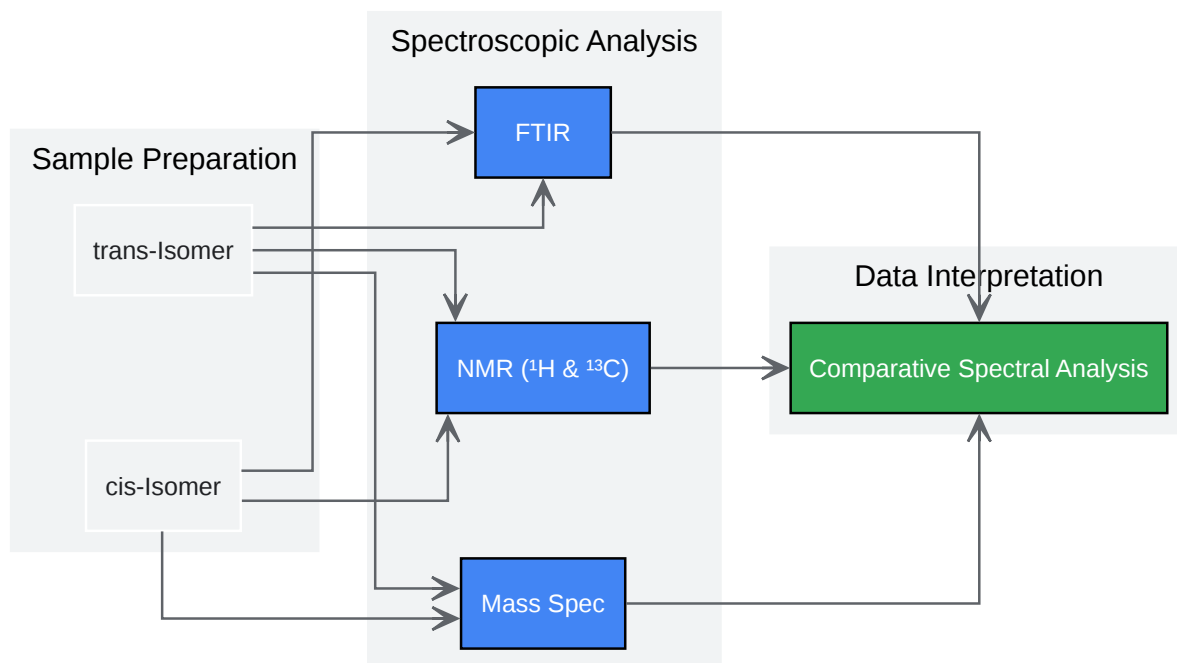 Spectroscopic Analysis
FTIR
Sample Preparation
trans-Isomer
Data Interpretation
NMR (¹H & ¹³C)
Comparative Spectral Analysis
cis-Isomer
Mass Spec